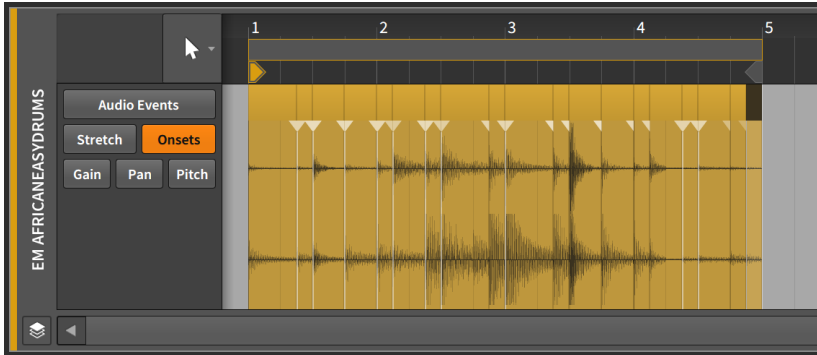 1 2 3 4 5
EM AFRICANEASYDRUMS
Audio Events
Stretch Onsets
Gain Pan Pitch